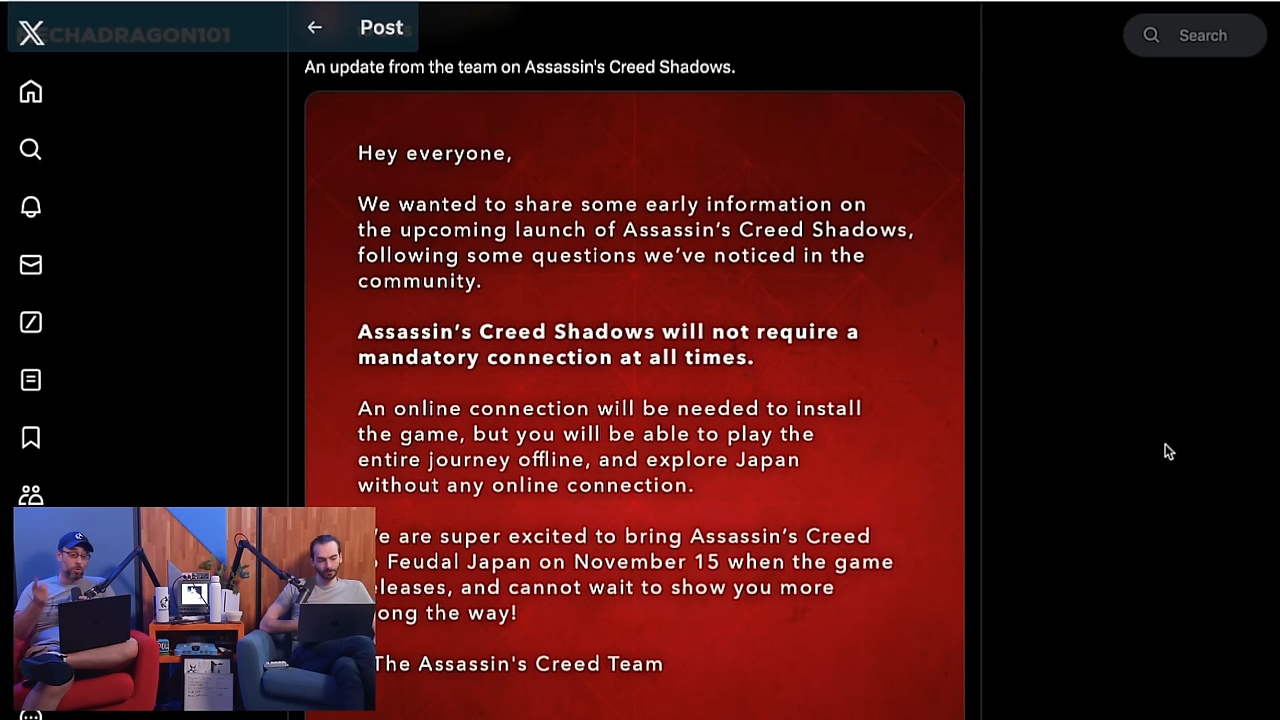 X
ECHADRAGON101
Post
Search
An update from the team on Assassin's Creed Shadows.
Hey everyone,
We wanted to share some early information on
the upcoming launch of Assassin’s Creed Shadows,
following some questions we’ve noticed in the
community.
Assassin’s Creed Shadows will not require a
mandatory connection at all times.
An online connection will be needed to install
the game, but you will be able to play the
entire journey offline, and explore Japan
without any online connection.
e are super excited to bring Assassin’s Creed
Feudal Japan on November 15 when the game
eleases, and cannot wait to show you more
ong the way!
The Assassin's Creed Team